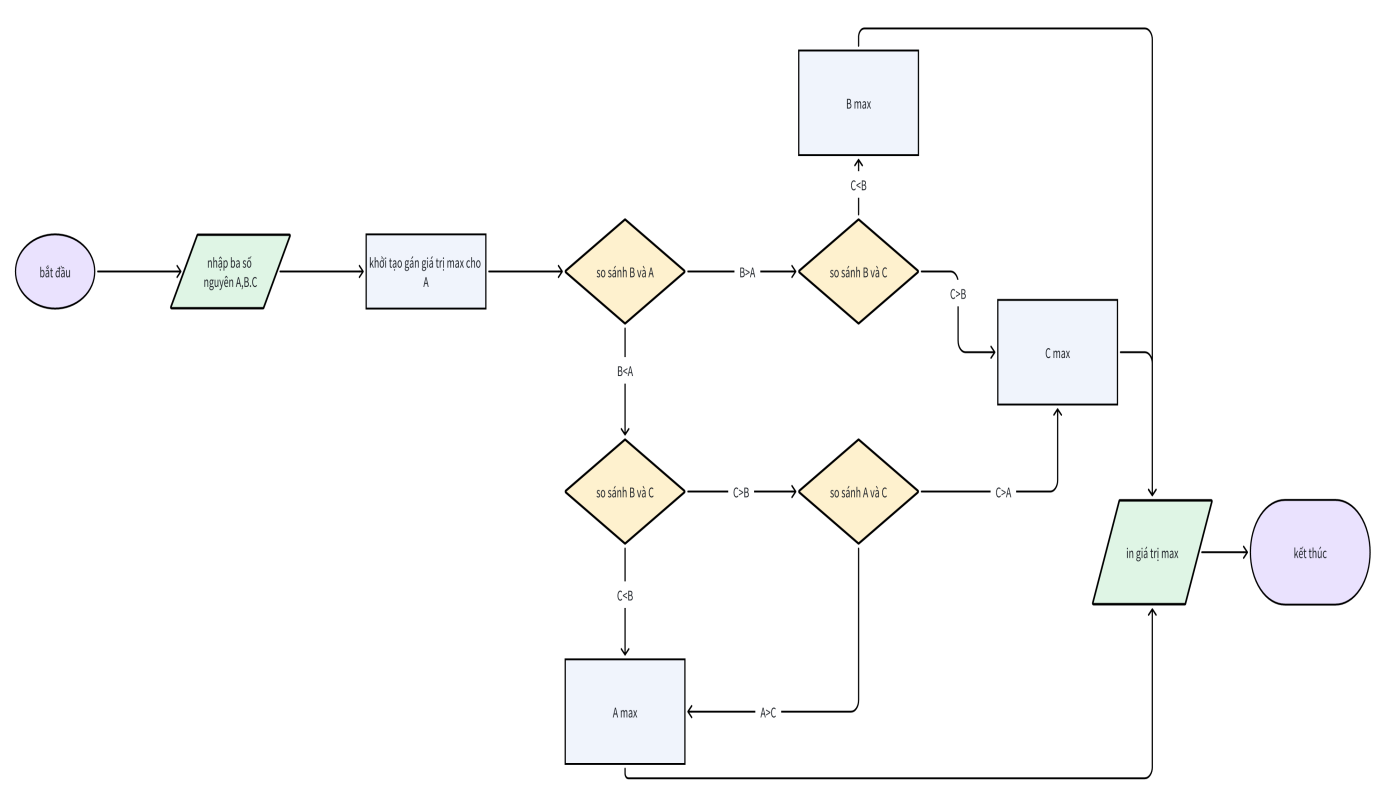 B max
C<B
bắt đầu
nhập ba số
nguyên A,B.C
khởi tạo gán giá trị max cho
A
so sánh B và A
B>A
so sánh B và C
C>B
C max
B<A
so sánh B và C
C>B
so sánh A và C
C>A
in giá trị max
kết thúc
C<B
A max
A>C